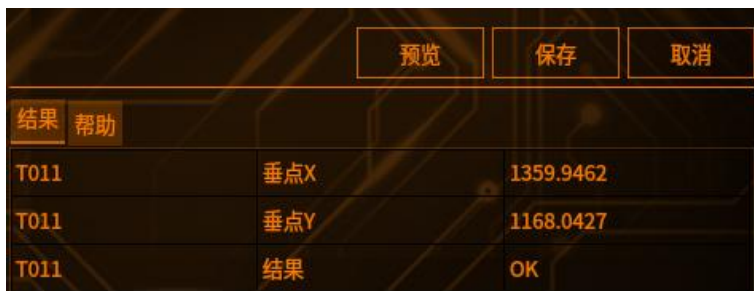 预览 保存 取消
结果 帮助
T011 垂点X 1359.9462
T011 垂点Y 1168.0427
T011 结果 OK